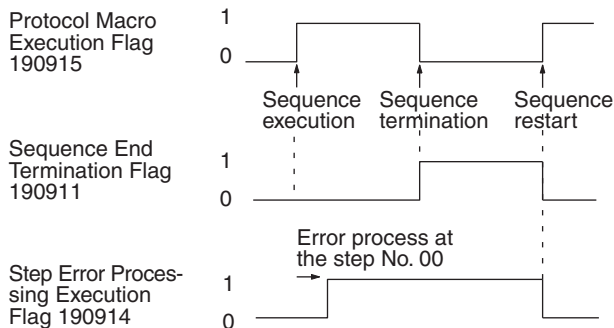 Protocol Macro
Execution Flag
190915
1
0
Sequence
execution
Sequence
termination
Sequence
restart
Sequence End
Termination Flag
190911
1
0
Error process at
the step No. 00
Step Error Proces-
sing Execution
Flag 190914
1
0